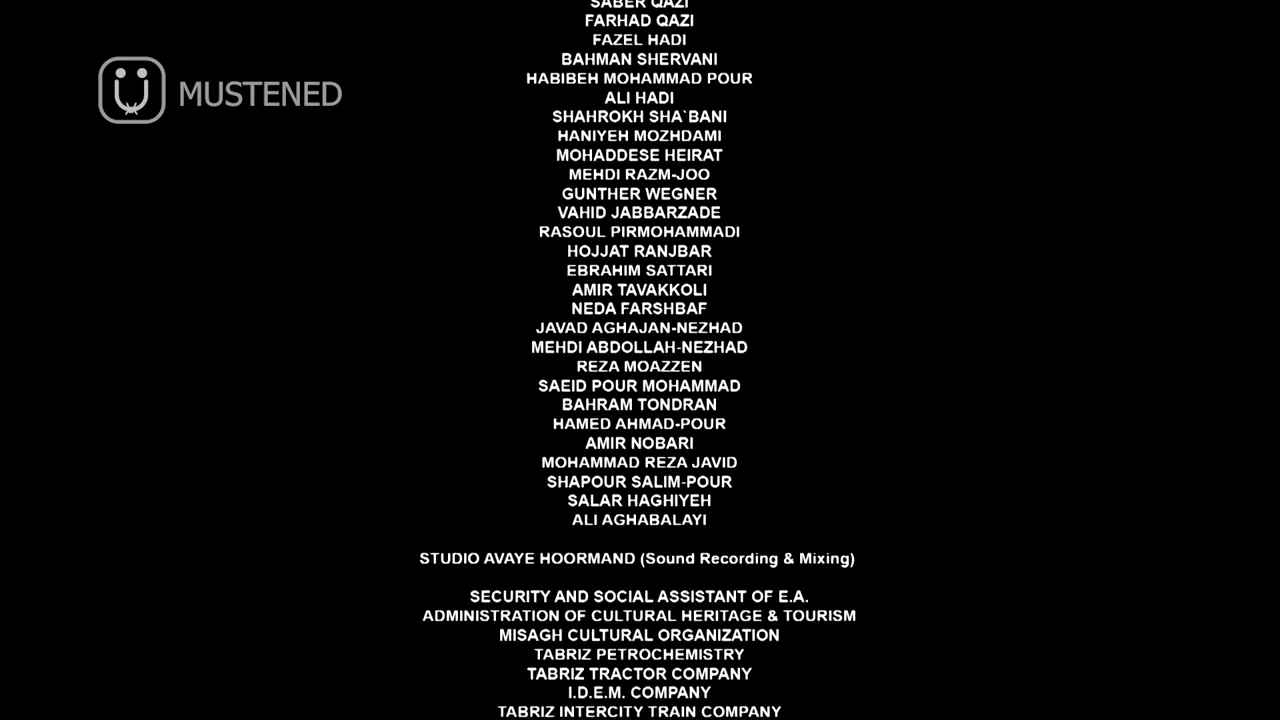 SABER QAZI
FARHAD QAZI
FAZEL HADI
BAHMAN SHERVANI
MUSTENED
HABIBEH MOHAMMAD POUR
ALI HADI
SHAHROKH SHA`BANI
HANIYEH MOZHDAMI
MOHADDESE HEIRAT
MEHDI RAZM-JOO
GUNTHER WEGNER
VAHID JABBARZADE
RASOUL PIRMOHAMMADI
HOJJAT RANJBAR
EBRAHIM SATTARI
AMIR TAVAKKOLI
NEDA FARSHBAF
JAVAD AGHAJAN-NEZHAD
MEHDI ABDOLLAH-NEZHAD
REZA MOAZZEN
SAEID POUR MOHAMMAD
BAHRAM TONDRAN
HAMED AHMAD-POUR
AMIR NOBARI
MOHAMMAD REZA JAVID
SHAPOUR SALIM-POUR
SALAR HAGHIYEH
ALI AGHABALAYI
STUDIO AVAYE HOORMAND (Sound Recording & Mixing)
SECURITY AND SOCIAL ASSISTANT OF E.A.
ADMINISTRATION OF CULTURAL HERITAGE & TOURISM
MISAGH CULTURAL ORGANIZATION
TABRIZ PETROCHEMISTRY
TABRIZ TRACTOR COMPANY
I.D.E.M. COMPANY
TABRIZ INTERCITY TRAIN COMPANY